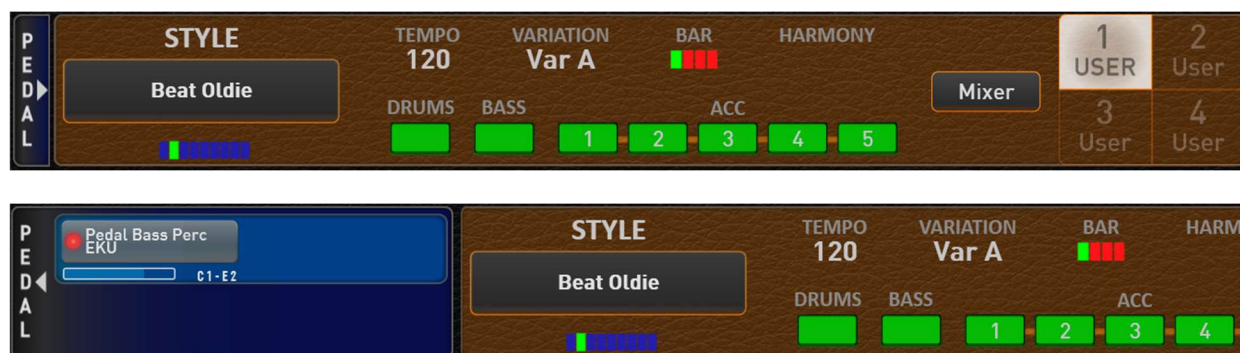 PEDAL
STYLE
Beat Oldie
TEMPO
120
VARIATION
Var A
BAR
HARMONY
DRUMS
BASS
ACC
1
2
3
4
5
Mixer
1
USER
2
User
3
User
4
User
PEDAL
Pedal Bass Perc
EKU
C1-E2
STYLE
Beat Oldie
TEMPO
120
VARIATION
Var A
BAR
HARM
DRUMS
BASS
ACC
1
2
3
4